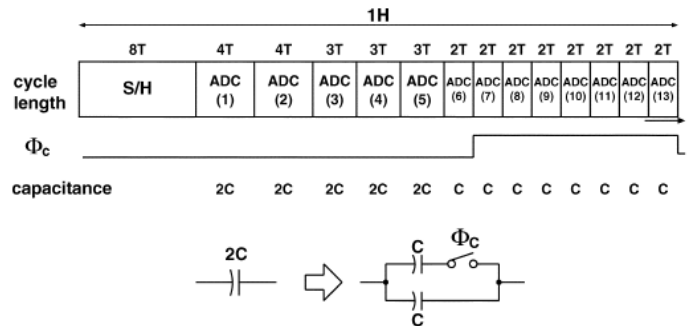 1H
8T 4T 4T 3T 3T 3T 2T 2T 2T 2T 2T 2T 2T 2T
cycle length S/H ADC (1) ADC (2) ADC (3) ADC (4) ADC (5) ADC (6) ADC (7) ADC (8) ADC (9) ADC (10) ADC (11) ADC (12) ADC (13)
Φc
capacitance 2C 2C 2C 2C 2C C C C C C C C C
2C C ΦC
C